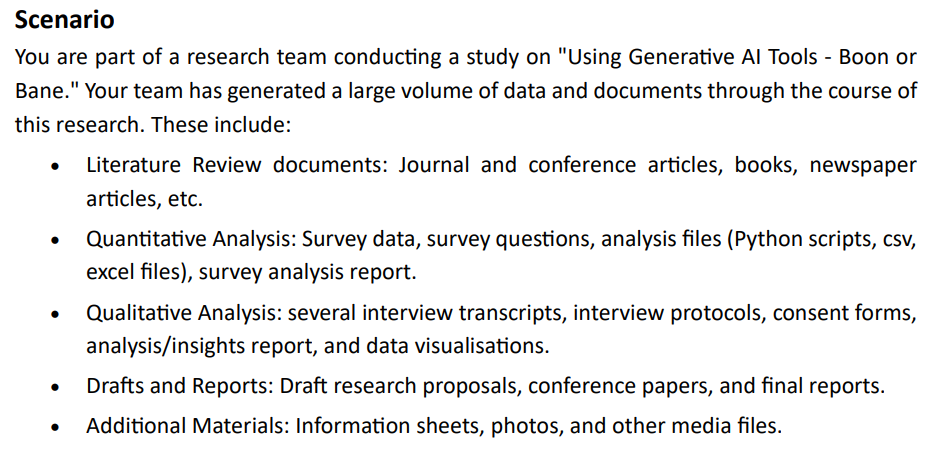 Scenario
You are part of a research team conducting a study on "Using Generative AI Tools - Boon or
Bane." Your team has generated a large volume of data and documents through the course of
this research. These include:
• Literature Review documents: Journal and conference articles, books, newspaper
articles, etc.
• Quantitative Analysis: Survey data, survey questions, analysis files (Python scripts, csv,
excel files), survey analysis report.
• Qualitative Analysis: several interview transcripts, interview protocols, consent forms,
analysis/insights report, and data visualisations.
• Drafts and Reports: Draft research proposals, conference papers, and final reports.
• Additional Materials: Information sheets, photos, and other media files.